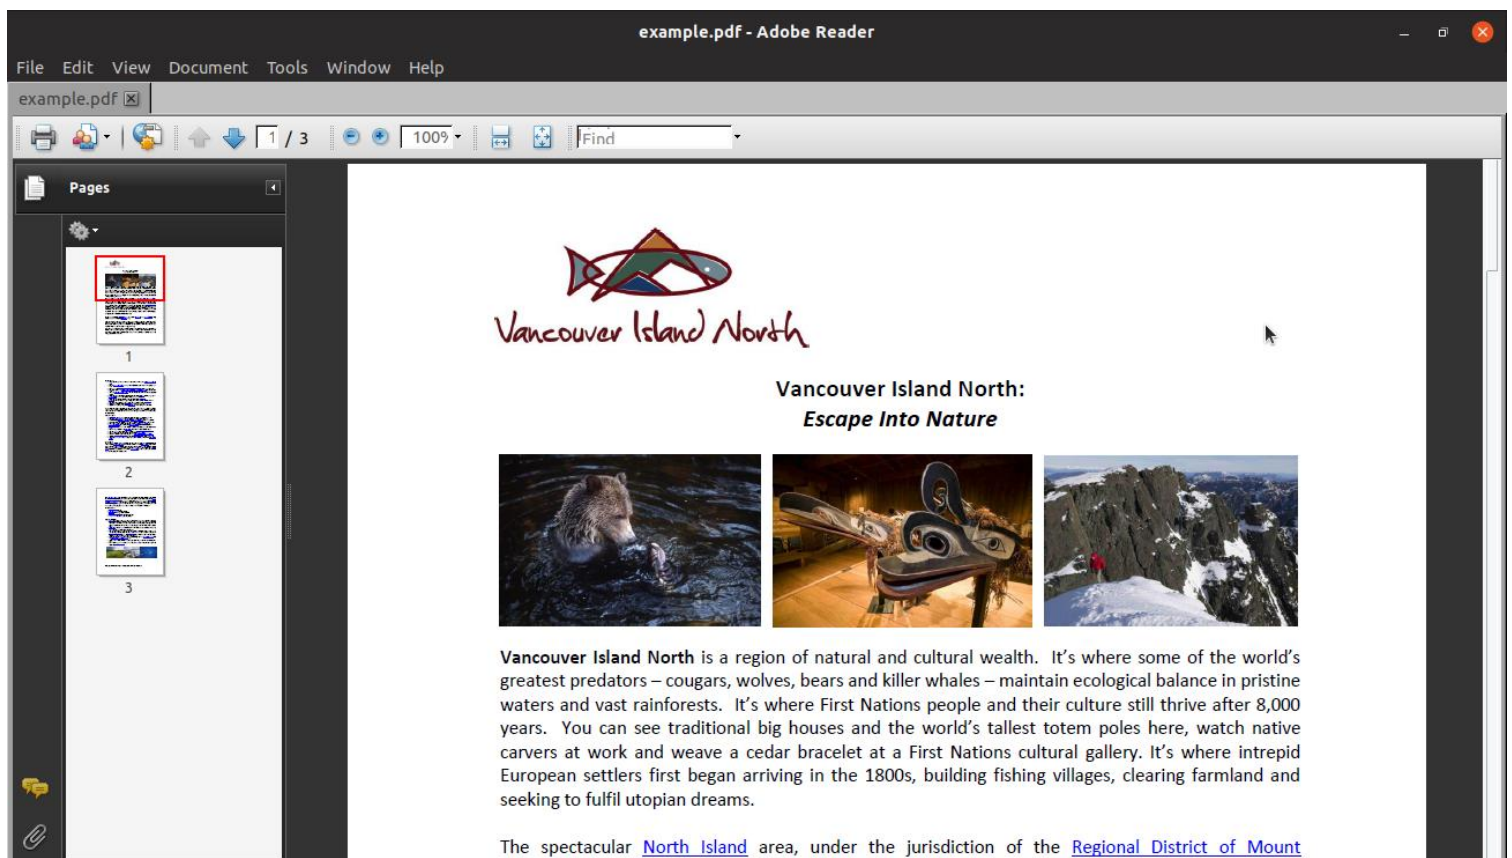 example.pdf - Adobe Reader
File Edit View Document Tools Window Help
example.pdf
1 / 3 100% Find
Pages
1
2
3
Vancouver Island North
Vancouver Island North:
Escape Into Nature
Vancouver Island North is a region of natural and cultural wealth. It’s where some of the world’s
greatest predators – cougars, wolves, bears and killer whales – maintain ecological balance in pristine
waters and vast rainforests. It’s where First Nations people and their culture still thrive after 8,000
years. You can see traditional big houses and the world’s tallest totem poles here, watch native
carvers at work and weave a cedar bracelet at a First Nations cultural gallery. It’s where intrepid
European settlers first began arriving in the 1800s, building fishing villages, clearing farmland and
seeking to fulfil utopian dreams.
The spectacular North Island area, under the jurisdiction of the Regional District of Mount